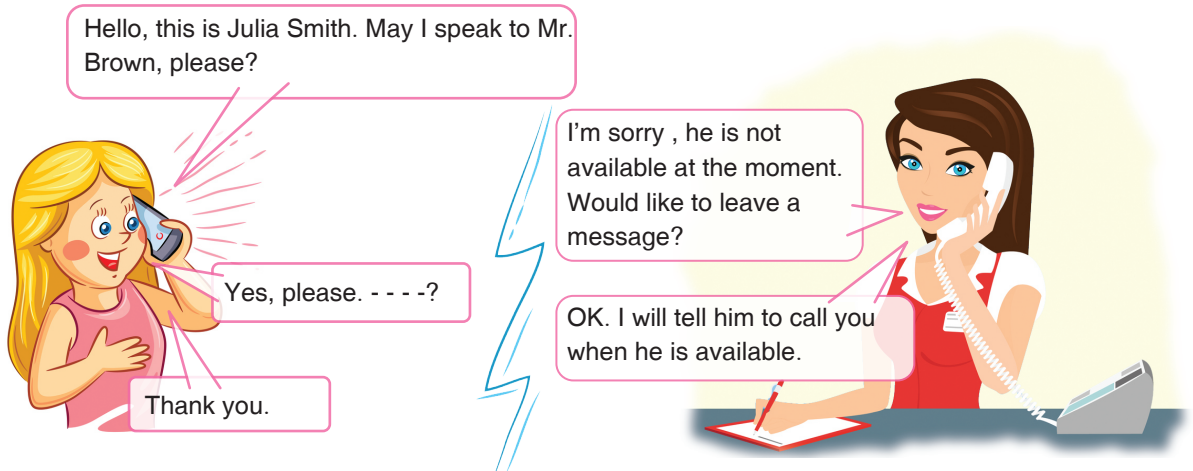 Hello, this is Julia Smith. May I speak to Mr.
Brown, please?
I'm sorry , he is not
available at the moment.
Would like to leave a
message?
Yes, please. - - - -?
OK. I will tell him to call you
when he is available.
Thank you.